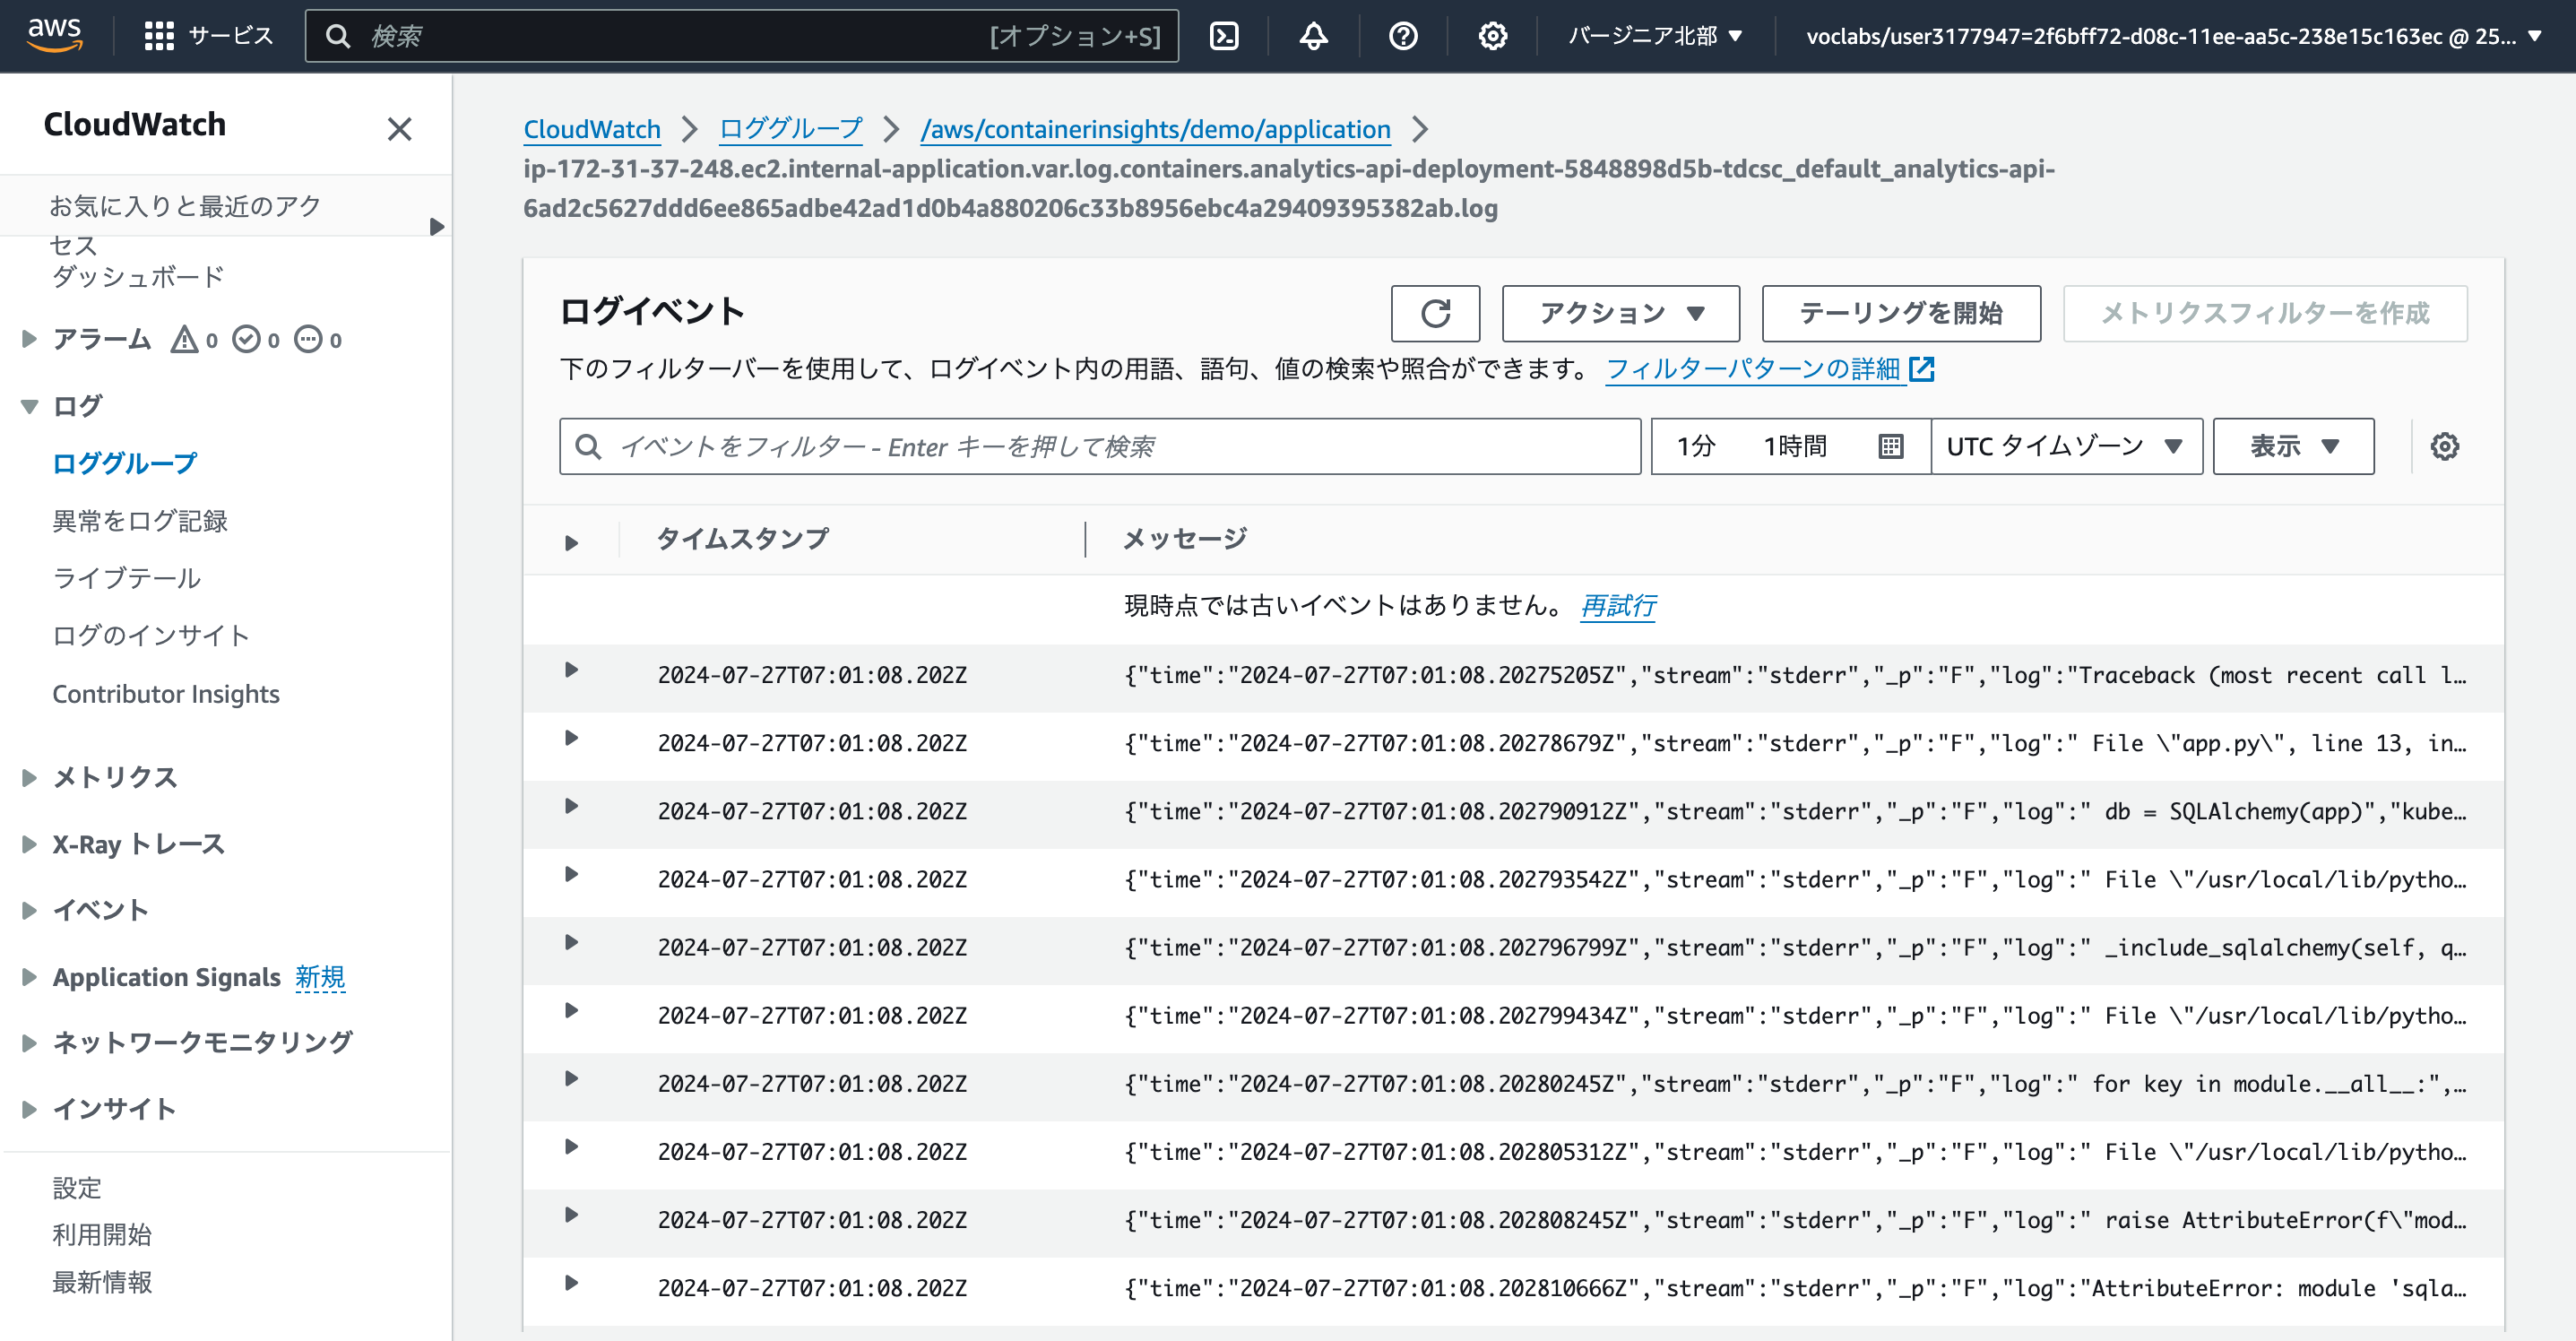 aws
サービス
検索
[オプション+S]
バージニア北部
voclabs/user3177947=2f6bff72-d08c-11ee-aa5c-238e15c163ec @ 25...
CloudWatch
お気に入りと最近のアク
セス
ダッシュボード
アラーム 0 0 0
ログ
ロググループ
異常をログ記録
ライブテール
ログのインサイト
Contributor Insights
メトリクス
X-Ray トレース
イベント
Application Signals 新規
ネットワークモニタリング
インサイト
設定
利用開始
最新情報
CloudWatch ロググループ /aws/containerinsights/demo/application
ip-172-31-37-248.ec2.internal-application.var.log.containers.analytics-api-deployment-5848898d5b-tdcsc_default_analytics-api-
6ad2c5627ddd6ee865adbe42ad1d0b4a880206c33b8956ebc4a29409395382ab.log
ログイベント
アクション
テーリングを開始
メトリクスフィルターを作成
下のフィルターバーを使用して、ログイベント内の用語、語句、値の検索や照合ができます。 フィルターパターンの詳細
イベントをフィルター - Enter キーを押して検索
1分 1時間
UTC タイムゾーン
表示
タイムスタンプ メッセージ
現時点では古いイベントはありません。 再試行
2024-07-27T07:01:08.202Z {"time":"2024-07-27T07:01:08.20275205Z","stream":"stderr","_p":"F","log":"Traceback (most recent call l…
2024-07-27T07:01:08.202Z {"time":"2024-07-27T07:01:08.20278679Z","stream":"stderr","_p":"F","log":" File \"app.py\", line 13, in…
2024-07-27T07:01:08.202Z {"time":"2024-07-27T07:01:08.202790912Z","stream":"stderr","_p":"F","log":" db = SQLAlchemy(app)","kube…
2024-07-27T07:01:08.202Z {"time":"2024-07-27T07:01:08.202793542Z","stream":"stderr","_p":"F","log":" File \"/usr/local/lib/pytho…
2024-07-27T07:01:08.202Z {"time":"2024-07-27T07:01:08.202796799Z","stream":"stderr","_p":"F","log":" _include_sqlalchemy(self, q…
2024-07-27T07:01:08.202Z {"time":"2024-07-27T07:01:08.202799434Z","stream":"stderr","_p":"F","log":" File \"/usr/local/lib/pytho…
2024-07-27T07:01:08.202Z {"time":"2024-07-27T07:01:08.20280245Z","stream":"stderr","_p":"F","log":" for key in module.__all__:",…
2024-07-27T07:01:08.202Z {"time":"2024-07-27T07:01:08.202805312Z","stream":"stderr","_p":"F","log":" File \"/usr/local/lib/pytho…
2024-07-27T07:01:08.202Z {"time":"2024-07-27T07:01:08.202808245Z","stream":"stderr","_p":"F","log":" raise AttributeError(f\"mod…
2024-07-27T07:01:08.202Z {"time":"2024-07-27T07:01:08.202810666Z","stream":"stderr","_p":"F","log":"AttributeError: module 'sqla…